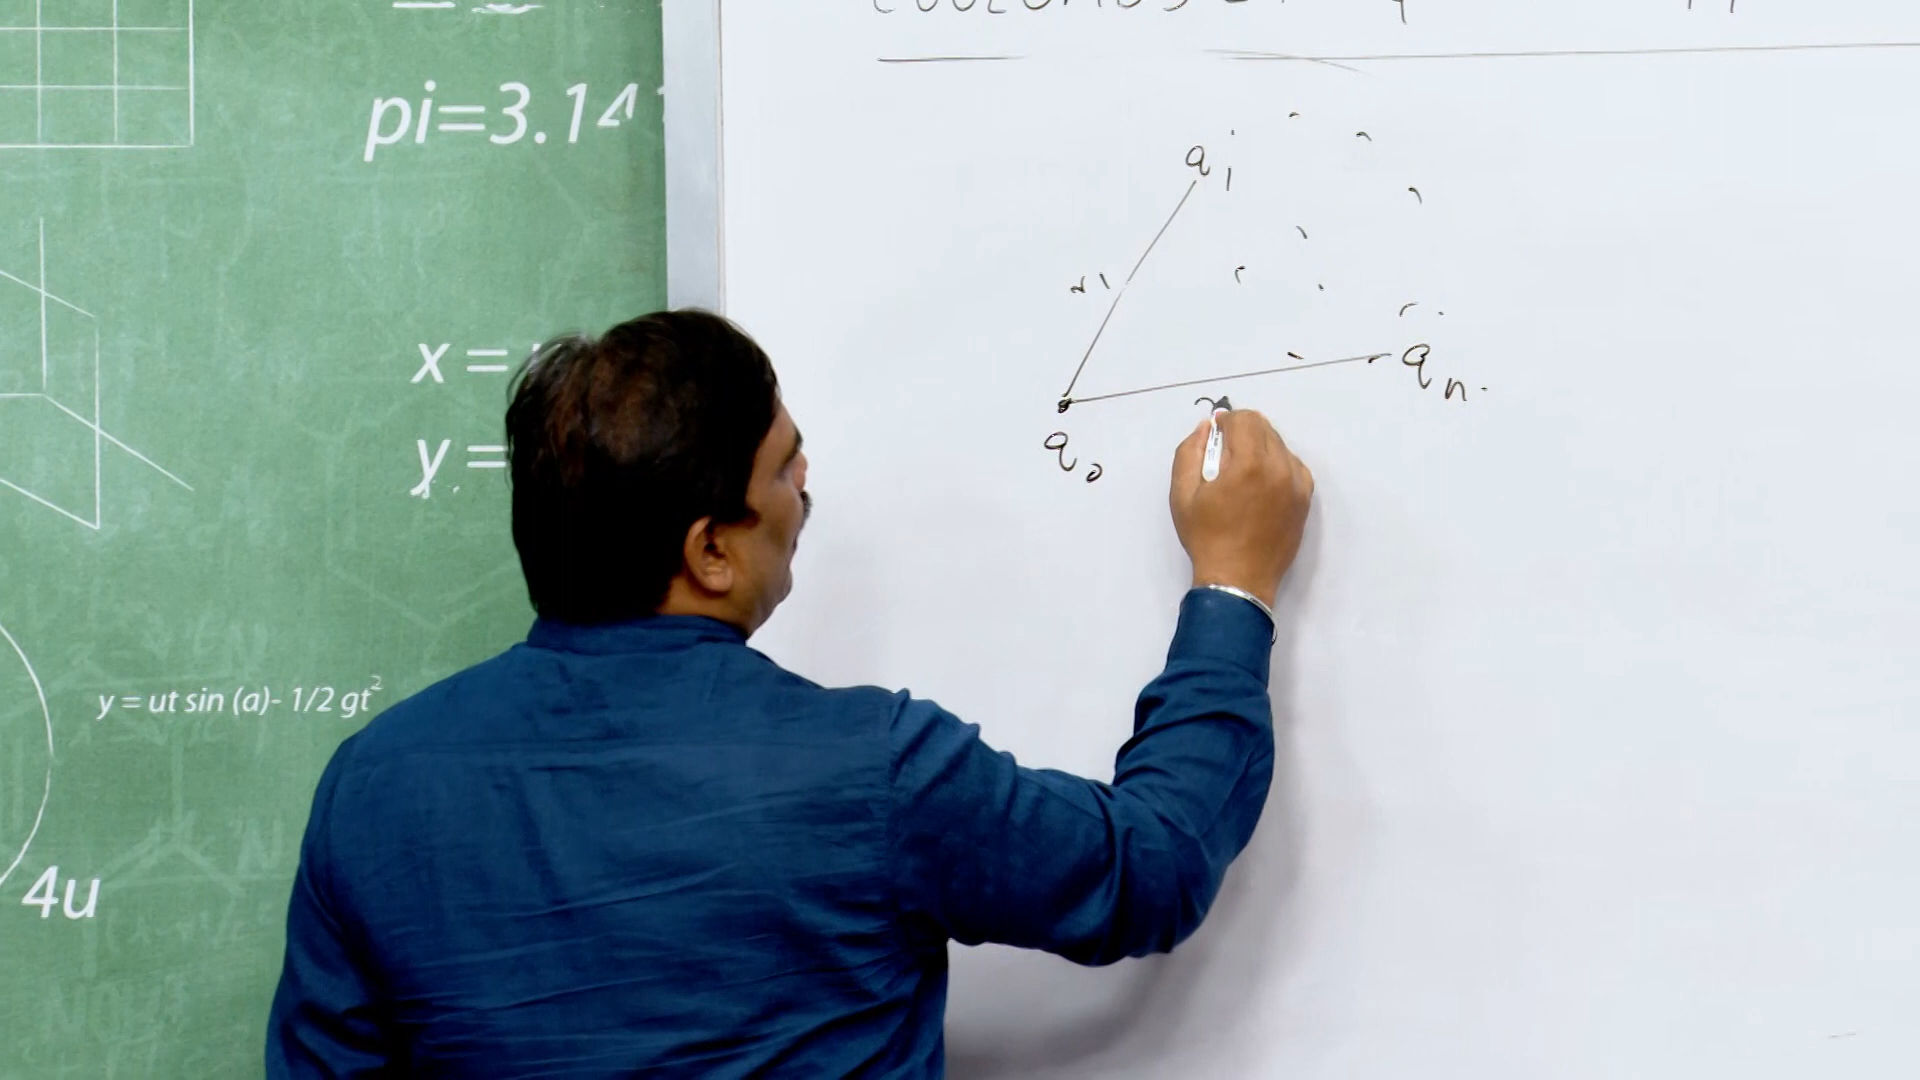 pi=3.14
x =
y =
y = ut sin (a)- 1/2 gt²
4u
q₁
r₁
qₙ
q₀